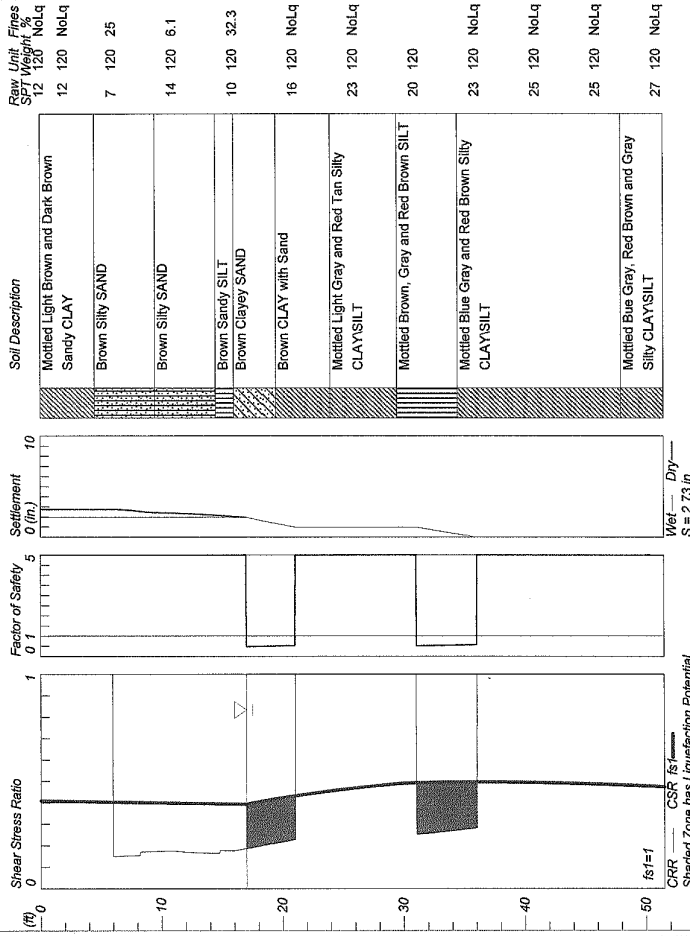 Shear Stress Ratio
Factor of Safety
Settlement
Soil Description
Raw Unit Fines
SPT Weight %
(ft)
0
1
0 1
5
0 (in.)
10
0
10
20
30
40
50
fs1=1
CRR — CSR fs1—
Shaded Zone has Liquefaction Potential
Wet— Dry—
S = 2.73 in.
Mottled Light Brown and Dark Brown
Sandy CLAY
Brown Silty SAND
Brown Silty SAND
Brown Sandy SILT
Brown Clayey SAND
Brown CLAY with Sand
Mottled Light Gray and Red Tan Silty
CLAY\SILT
Mottled Brown, Gray and Red Brown SILT
Mottled Blue Gray and Red Brown Silty
CLAY\SILT
Mottled Bue Gray, Red Brown and Gray
Silty CLAY\SILT
12 120 NoLq
12 120 NoLq
7 120 25
14 120 6.1
10 120 32.3
16 120 NoLq
23 120 NoLq
20 120
23 120 NoLq
25 120 NoLq
25 120 NoLq
27 120 NoLq